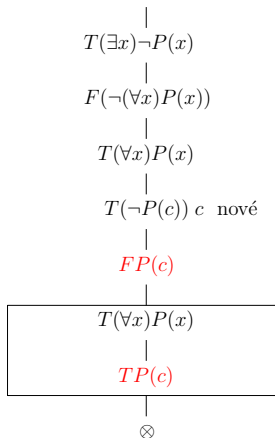 T(∃x)¬P(x)
F(¬(∀x)P(x))
T(∀x)P(x)
T(¬P(c)) c nové
FP(c)
T(∀x)P(x)
TP(c)
⊗